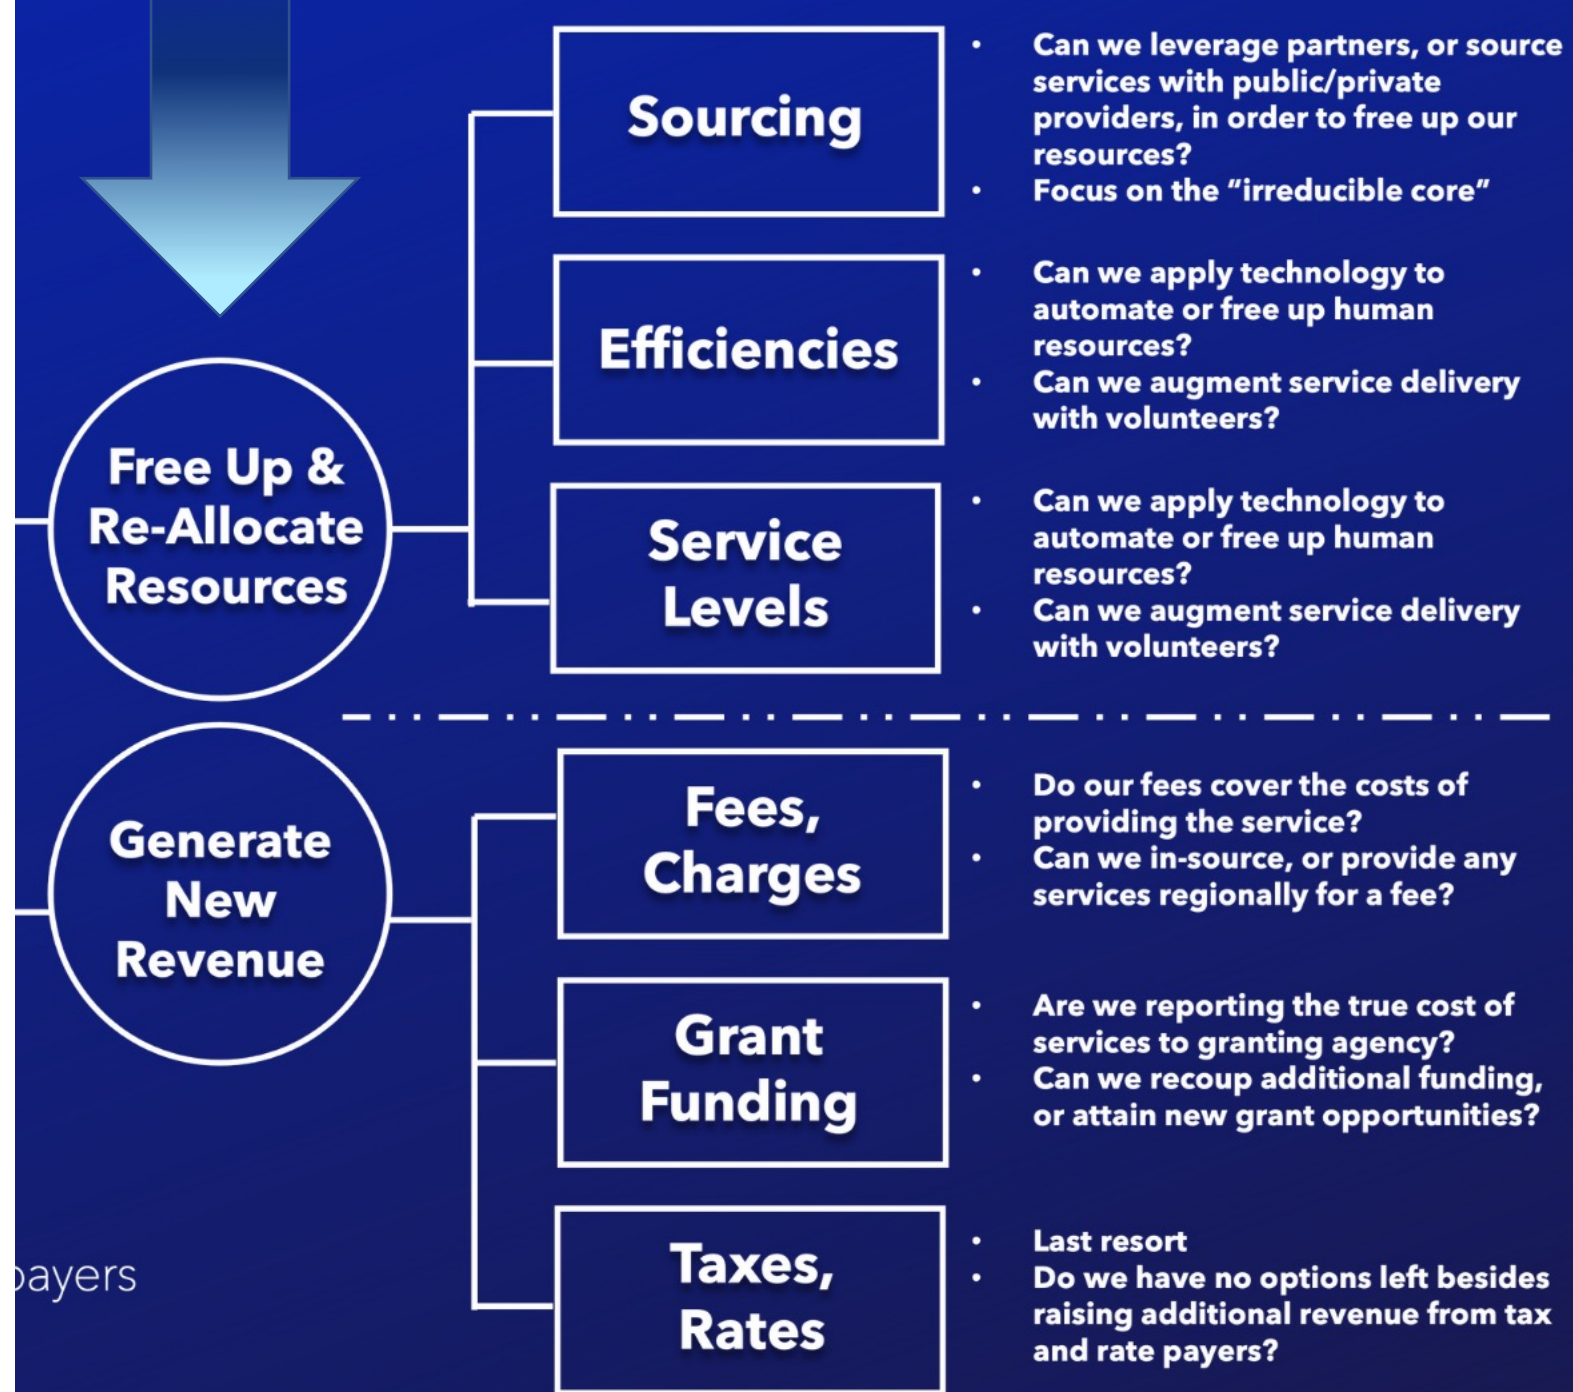 Sourcing
• Can we leverage partners, or source
services with public/private
providers, in order to free up our
resources?
• Focus on the “irreducible core”
Efficiencies
• Can we apply technology to
automate or free up human
resources?
• Can we augment service delivery
with volunteers?
Free Up &
Re-Allocate
Resources
Service
Levels
• Can we apply technology to
automate or free up human
resources?
• Can we augment service delivery
with volunteers?
Generate
New
Revenue
Fees,
Charges
• Do our fees cover the costs of
providing the service?
• Can we in-source, or provide any
services regionally for a fee?
Grant
Funding
• Are we reporting the true cost of
services to granting agency?
• Can we recoup additional funding,
or attain new grant opportunities?
payers
Taxes,
Rates
• Last resort
• Do we have no options left besides
raising additional revenue from tax
and rate payers?